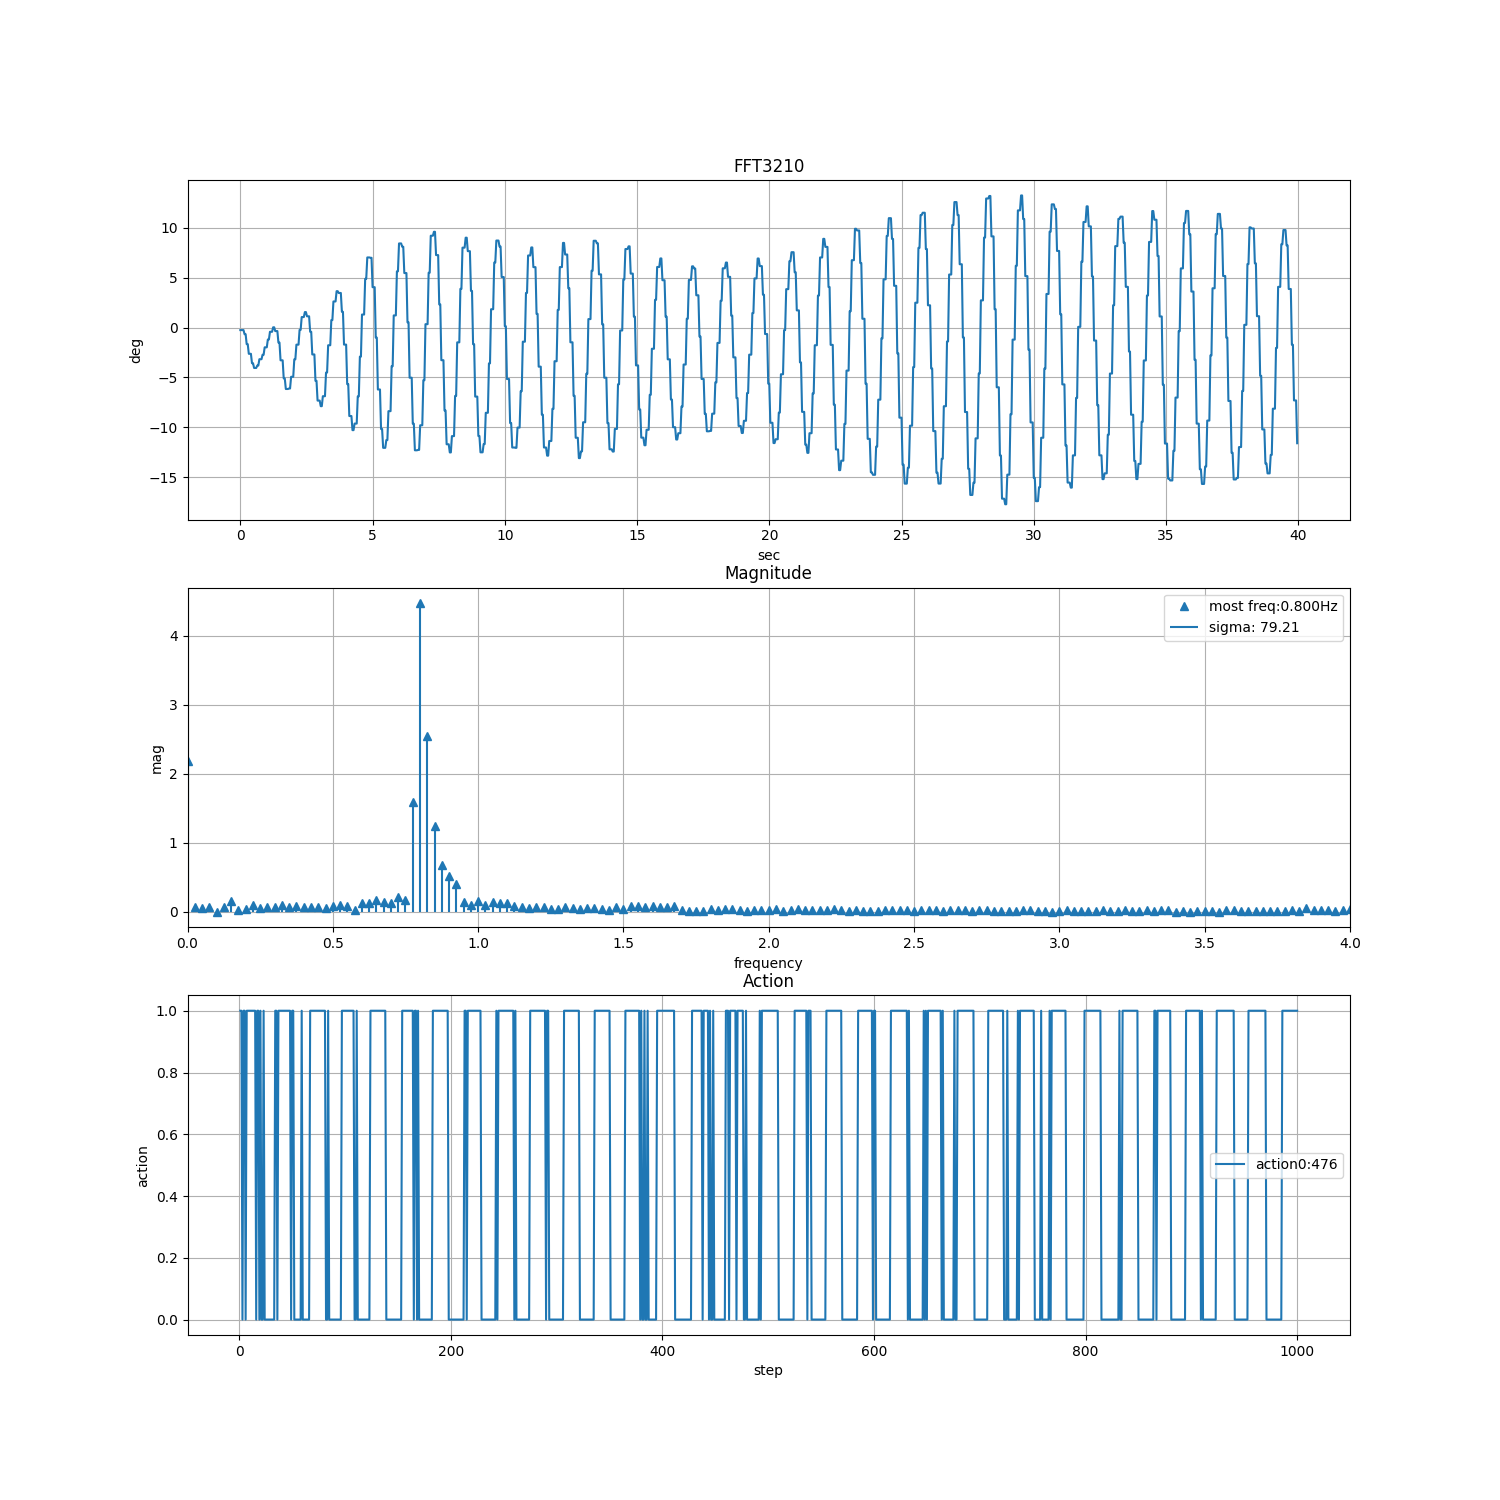 FFT3210
10
5
0
−5
−10
−15
deg
0 5 10 15 20 25 30 35 40
sec
Magnitude
most freq:0.800Hz
sigma: 79.21
4
3
2
1
0
mag
0.0 0.5 1.0 1.5 2.0 2.5 3.0 3.5 4.0
frequency
Action
1.0
0.8
0.6
0.4
0.2
0.0
action
action0:476
0 200 400 600 800 1000
step